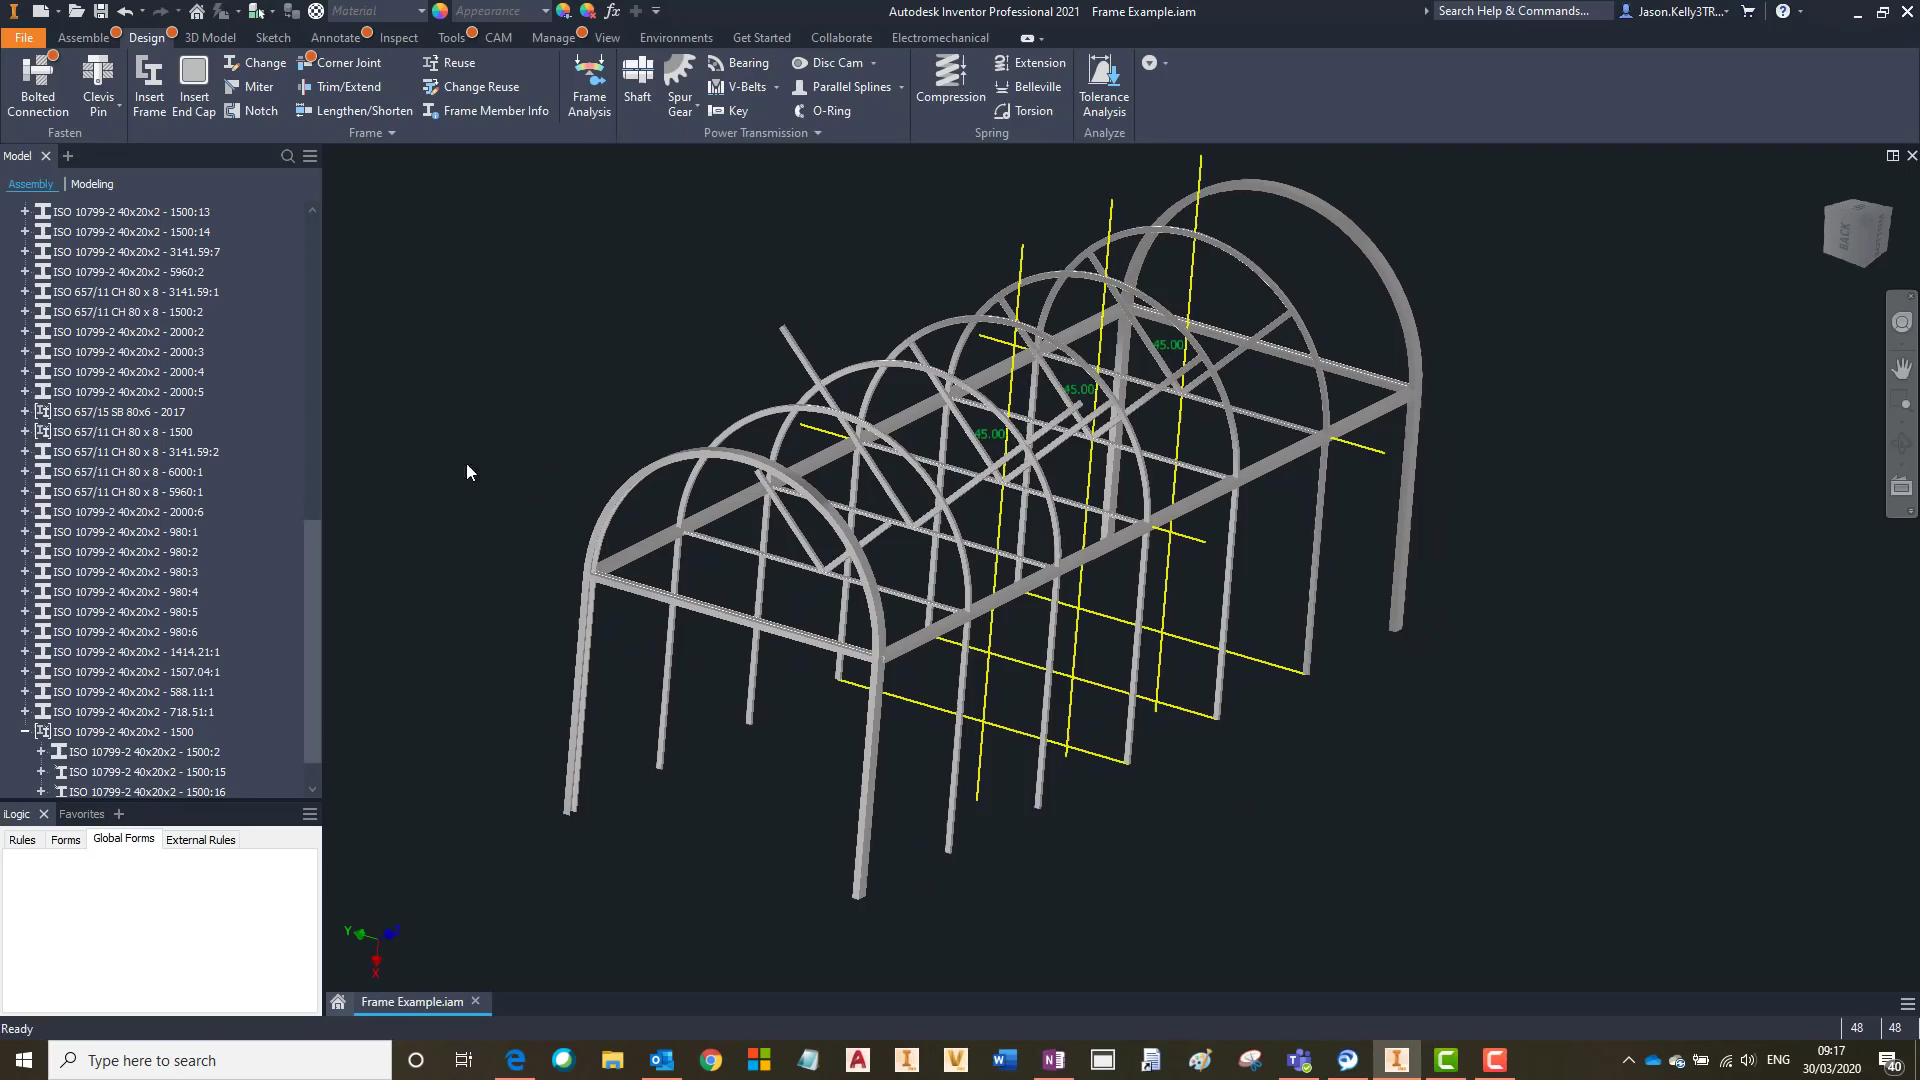 Material
Appearance
Autodesk Inventor Professional 2021 Frame Example.iam
Search Help & Commands...
Jason.Kelly3TR...
File Assemble Design 3D Model Sketch Annotate Inspect Tools CAM Manage View Environments Get Started Collaborate Electromechanical
Bolted Connection
Clevis Pin
Fasten
Insert Frame
Insert End Cap
Change
Miter
Notch
Corner Joint
Trim/Extend
Lengthen/Shorten
Reuse
Change Reuse
Frame Member Info
Frame
Frame Analysis
Shaft
Spur Gear
Bearing
V-Belts
Key
Disc Cam
Parallel Splines
O-Ring
Power Transmission
Compression
Extension
Belleville
Torsion
Spring
Tolerance Analysis
Analyze
Model
Assembly | Modeling
ISO 10799-2 40x20x2 - 1500:13
ISO 10799-2 40x20x2 - 1500:14
ISO 10799-2 40x20x2 - 3141.59:7
ISO 10799-2 40x20x2 - 5960:2
ISO 657/11 CH 80 x 8 - 3141.59:1
ISO 657/11 CH 80 x 8 - 1500:2
ISO 10799-2 40x20x2 - 2000:2
ISO 10799-2 40x20x2 - 2000:3
ISO 10799-2 40x20x2 - 2000:4
ISO 10799-2 40x20x2 - 2000:5
ISO 657/15 SB 80x6 - 2017
ISO 657/11 CH 80 x 8 - 1500
ISO 657/11 CH 80 x 8 - 3141.59:2
ISO 657/11 CH 80 x 8 - 6000:1
ISO 657/11 CH 80 x 8 - 5960:1
ISO 10799-2 40x20x2 - 2000:6
ISO 10799-2 40x20x2 - 980:1
ISO 10799-2 40x20x2 - 980:2
ISO 10799-2 40x20x2 - 980:3
ISO 10799-2 40x20x2 - 980:4
ISO 10799-2 40x20x2 - 980:5
ISO 10799-2 40x20x2 - 980:6
ISO 10799-2 40x20x2 - 1414.21:1
ISO 10799-2 40x20x2 - 1507.04:1
ISO 10799-2 40x20x2 - 588.11:1
ISO 10799-2 40x20x2 - 718.51:1
ISO 10799-2 40x20x2 - 1500
ISO 10799-2 40x20x2 - 1500:2
ISO 10799-2 40x20x2 - 1500:15
ISO 10799-2 40x20x2 - 1500:16
BACK
45.00
45.00
45.00
iLogic Favorites
Rules Forms Global Forms External Rules
Y Z
X
Frame Example.iam
Ready
48 48
Type here to search
ENG
09:17
30/03/2020
40